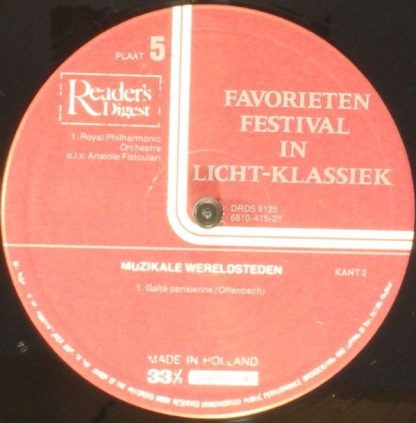 PLAAT 5
Reader's
Digest
1. Royal Philharmonic
Orchestra
o.l.v. Anatole Fistoulari
FAVORIETEN
FESTIVAL
IN
LICHT-KLASSIEK
DRDS 9125
6810-415-2Y
MUZIKALE WERELDSTEDEN
KANT 2
1. Gaîté parisienne (Offenbach)
MADE IN HOLLAND
33⅓